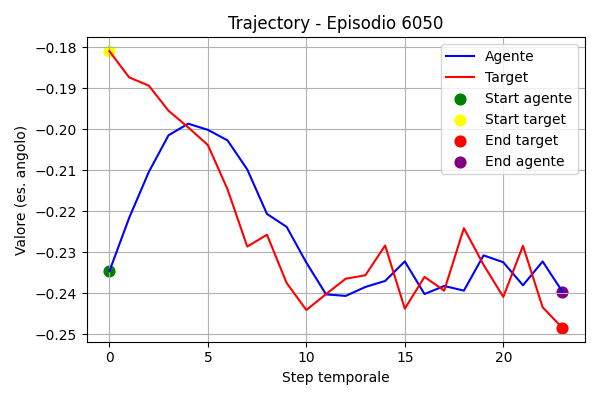 Trajectory - Episodio 6050
Valore (es. angolo)
−0.18
−0.19
−0.20
−0.21
−0.22
−0.23
−0.24
−0.25
Agente
Target
Start agente
Start target
End target
End agente
0 5 10 15 20
Step temporale